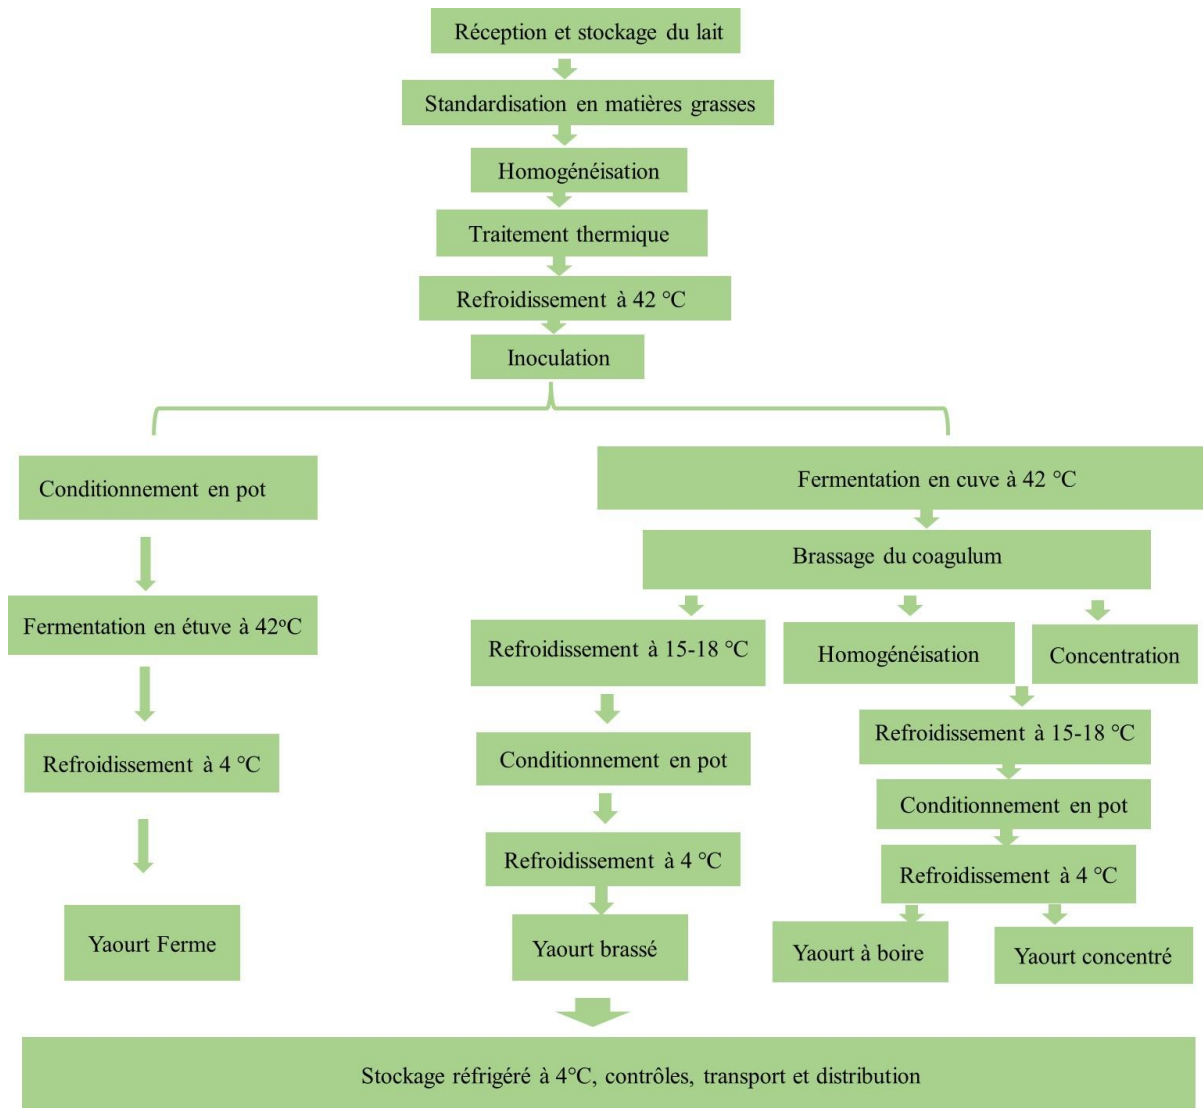 Réception et stockage du lait
Standardisation en matières grasses
Homogénéisation
Traitement thermique
Refroidissement à 42 °C
Inoculation
Conditionnement en pot
Fermentation en étuve à 42°C
Refroidissement à 4 °C
Yaourt Ferme
Fermentation en cuve à 42 °C
Brassage du coagulum
Refroidissement à 15-18 °C
Conditionnement en pot
Refroidissement à 4 °C
Yaourt brassé
Homogénéisation
Concentration
Refroidissement à 15-18 °C
Conditionnement en pot
Refroidissement à 4 °C
Yaourt à boire
Yaourt concentré
Stockage réfrigéré à 4°C, contrôles, transport et distribution